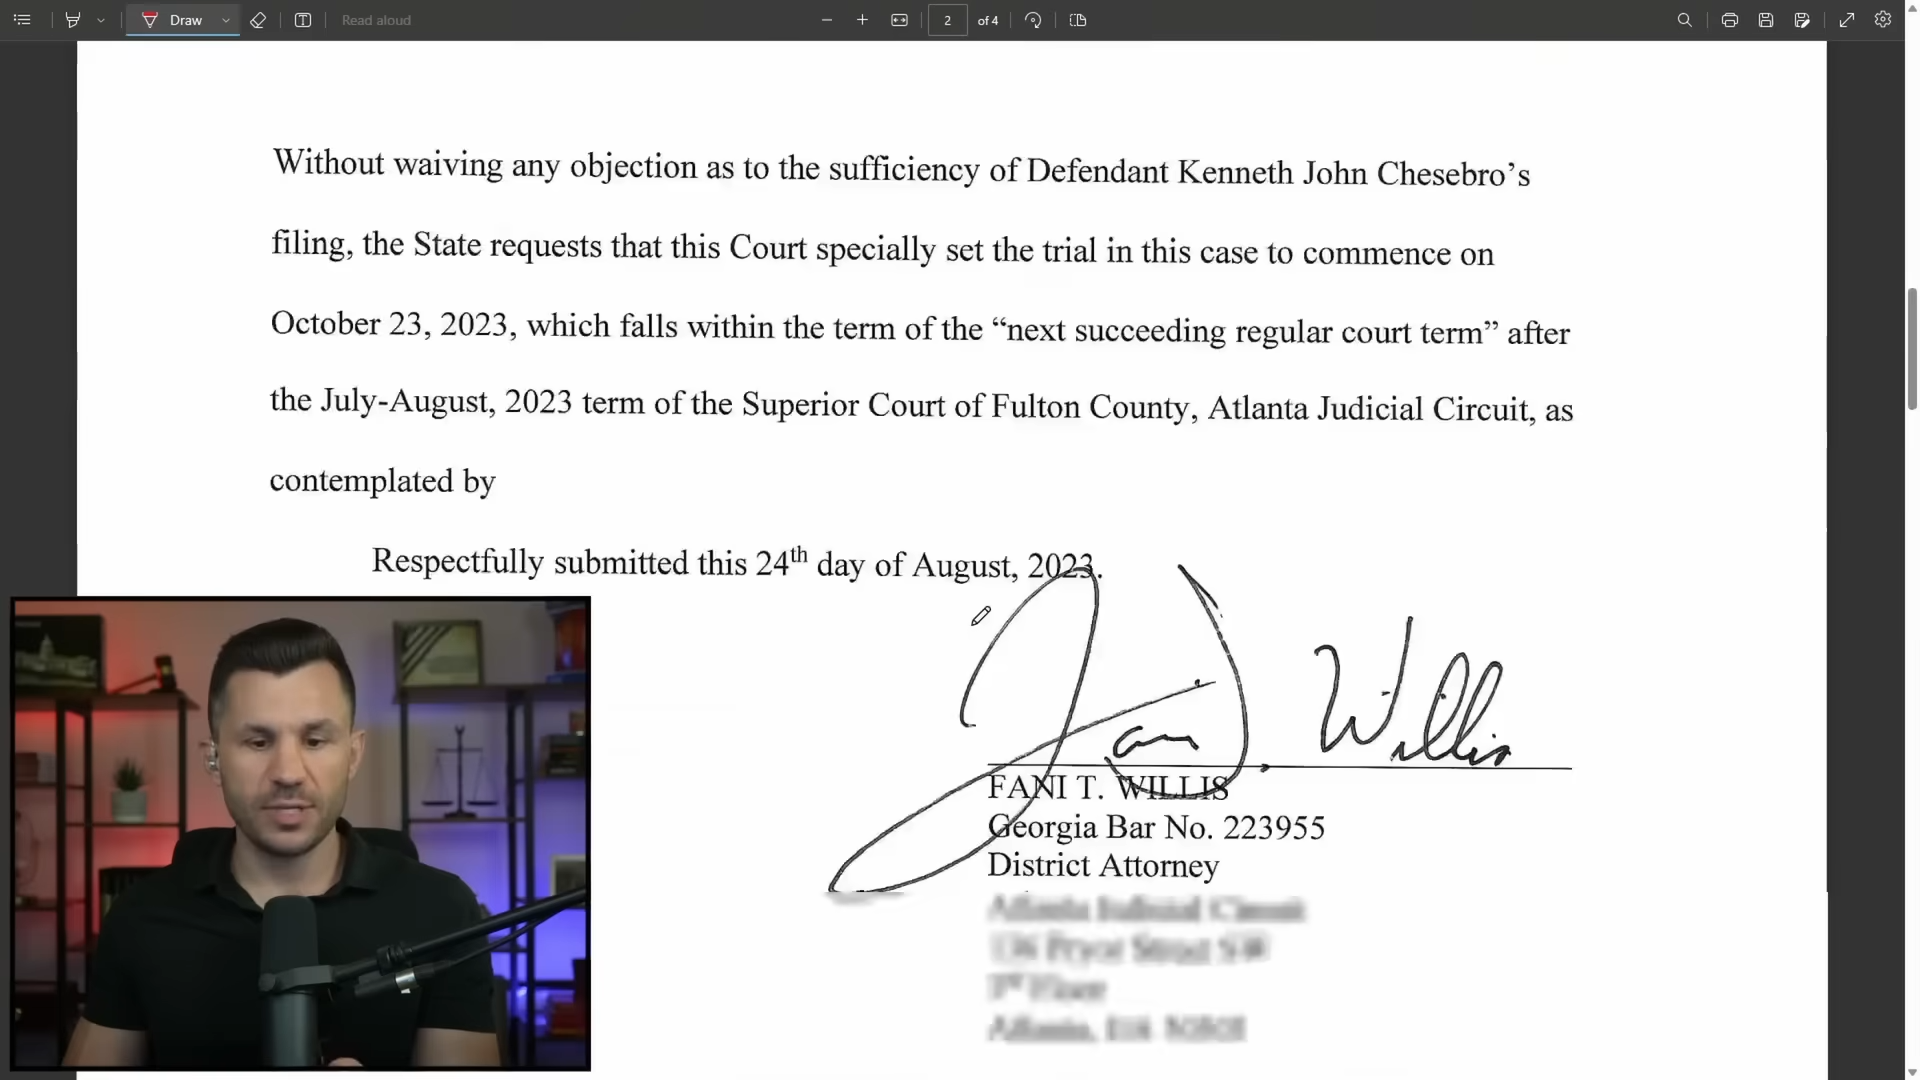 Draw
Read aloud
2 of 4
Without waiving any objection as to the sufficiency of Defendant Kenneth John Chesebro’s
filing, the State requests that this Court specially set the trial in this case to commence on
October 23, 2023, which falls within the term of the “next succeeding regular court term” after
the July-August, 2023 term of the Superior Court of Fulton County, Atlanta Judicial Circuit, as
contemplated by
Respectfully submitted this 24th day of August, 2023.
Fani Willis
FANI T. WILLIS
Georgia Bar No. 223955
District Attorney